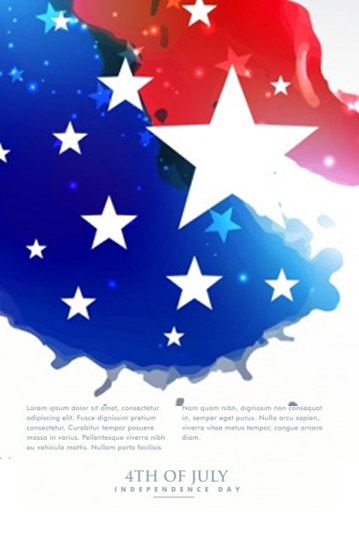 Lorem ipsum dolor sit amet, consectetur
adipiscing elit. Fusce dignissim pretium
consectetur. Curabitur tempor posuere
massa in varius. Pellentesque viverra nibh
eu vehicula mattis. Nullam porta facilisis
Nam quam nibh, dignissim non consequat
in, semper eget purus. Nulla arcu sapien,
viverra vitae metus tempor, congue ornare
diam.
4TH OF JULY
INDEPENDENCE DAY